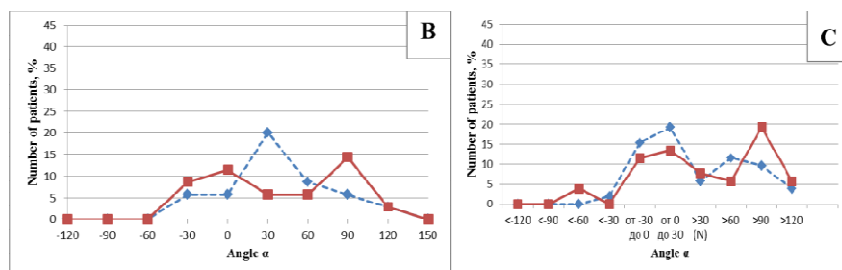 B
45
40
35
30
25
20
15
10
5
0
Number of patients, %
-120 -90 -60 -30 0 30 60 90 120 150
Angle α
C
45
40
35
30
25
20
15
10
5
0
Number of patients, %
<-120 <-90 <-60 <-30 от -30 от 0 >30 >60 >90 >120
до 0 до 30 (N)
Angle α